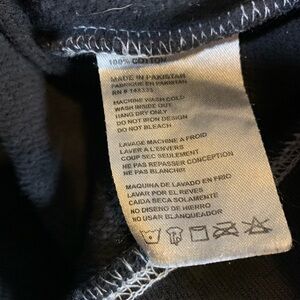 100% COTTON
MADE IN PAKISTAN
FABRIQUE EN PAKISTAN
RN # 148335
MACHINE WASH COLD
WASH INSIDE OUT
HANG DRY ONLY
DO NOT IRON DESIGN
DO NOT BLEACH
LAVAGE MACHINE A FROID
LAVER A L'ENVERS
COUP SEC SEULEMENT
NE PAS REPASSER CONCEPTION
NE PAS BLANCHIR
MAQUINA DE LAVADO EN FRIO
LAVAR POR EL REVES
CAIDA SECA SOLAMENTE
NO DISENO DE HIERRO
NO USAR BLANQUEADOR